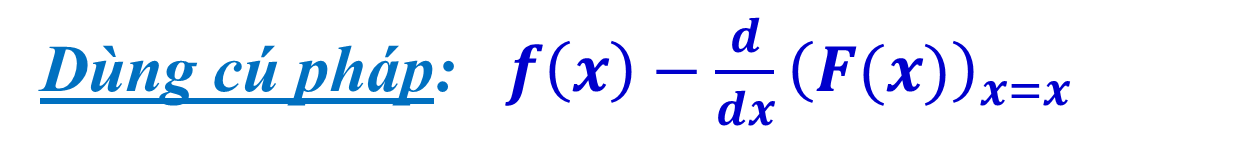 Dùng cú pháp: f(x) − d/dx (F(x))x=x